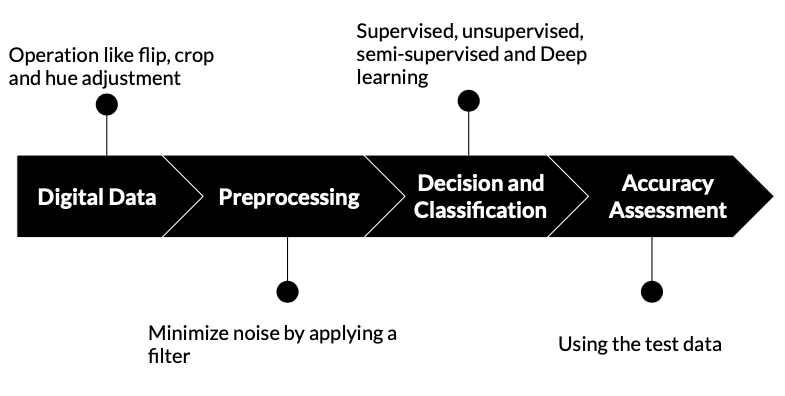 Supervised, unsupervised,
semi-supervised and Deep
learning
Operation like flip, crop
and hue adjustment
Digital Data
Preprocessing
Decision and
Classification
Accuracy
Assessment
Minimize noise by applying a
filter
Using the test data